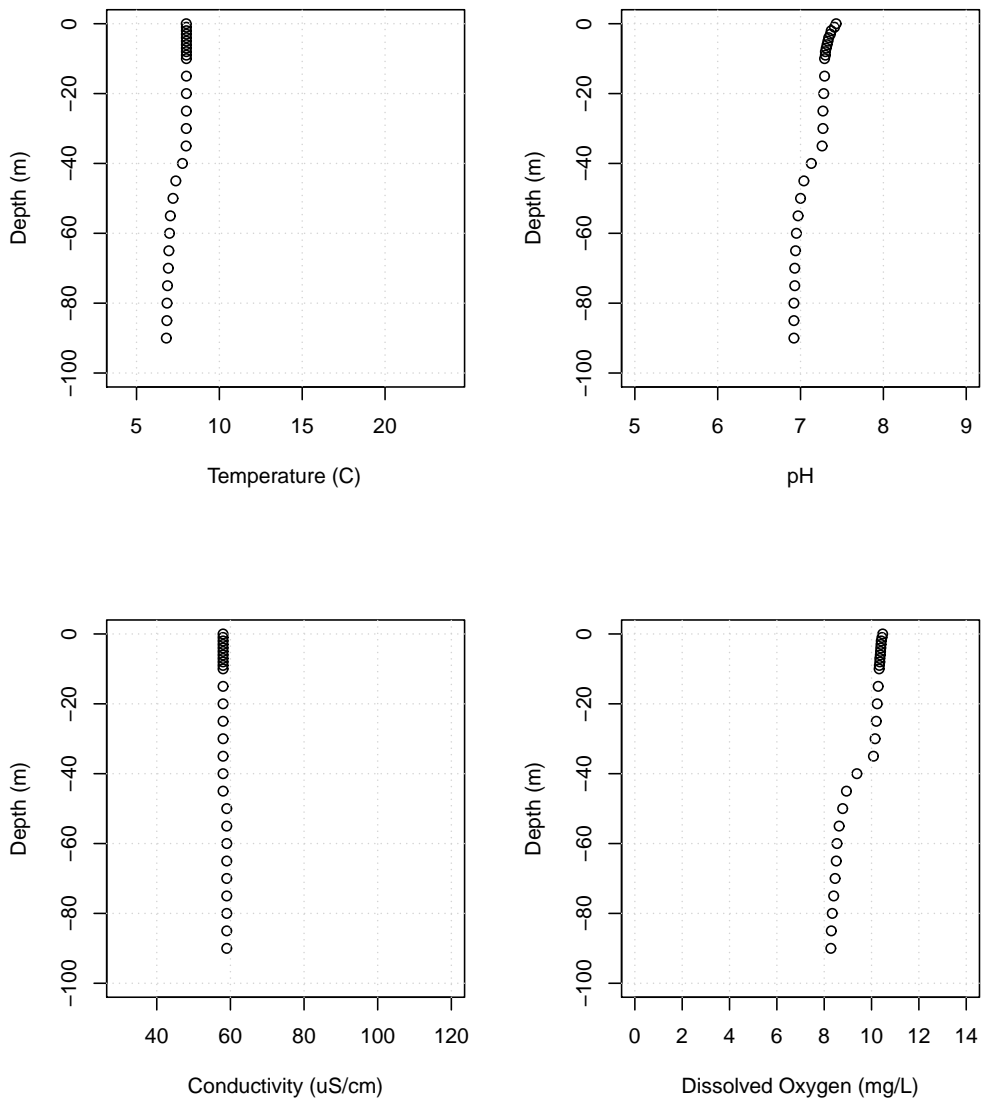 0
−20
−40
−60
−80
−100
Depth (m)
5 10 15 20
Temperature (C)
0
−20
−40
−60
−80
−100
Depth (m)
5 6 7 8 9
pH
0
−20
−40
−60
−80
−100
Depth (m)
40 60 80 100 120
Conductivity (uS/cm)
0
−20
−40
−60
−80
−100
Depth (m)
0 2 4 6 8 10 12 14
Dissolved Oxygen (mg/L)